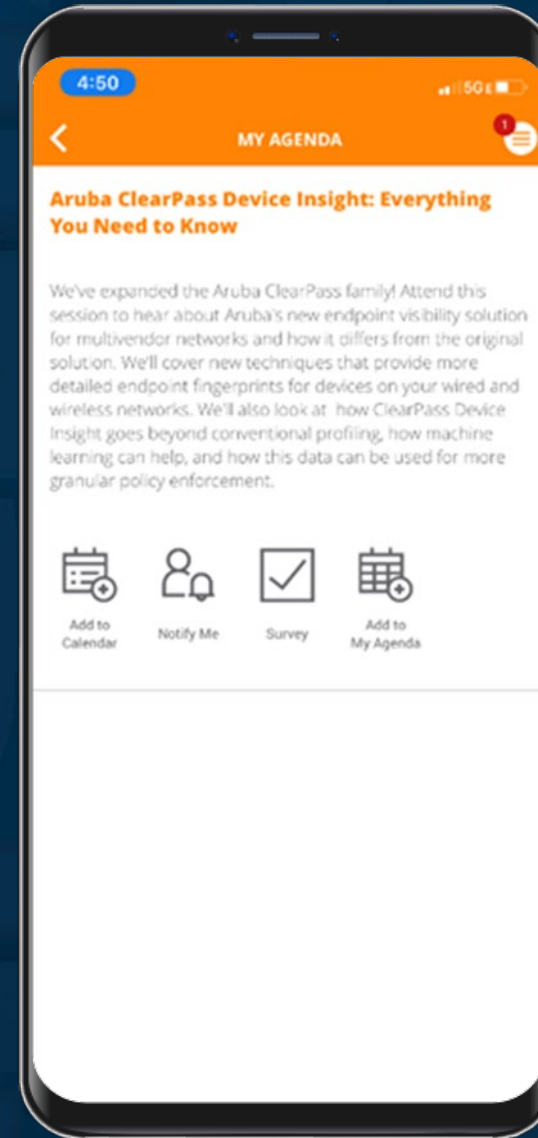 4:50
5G E
MY AGENDA
1
Aruba ClearPass Device Insight: Everything
You Need to Know
We've expanded the Aruba ClearPass family! Attend this
session to hear about Aruba's new endpoint visibility solution
for multivendor networks and how it differs from the original
solution. We'll cover new techniques that provide more
detailed endpoint fingerprints for devices on your wired and
wireless networks. We'll also look at how ClearPass Device
Insight goes beyond conventional profiling, how machine
learning can help, and how this data can be used for more
granular policy enforcement.
Add to
Calendar
Notify Me
Survey
Add to
My Agenda